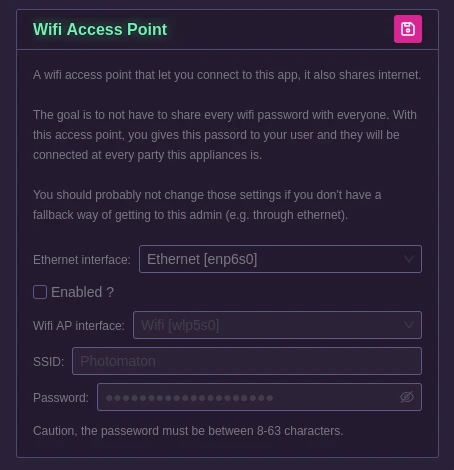 Wifi Access Point
A wifi access point that let you connect to this app, it also shares internet.
The goal is to not have to share every wifi password with everyone. With
this access point, you gives this passord to your user and they will be
connected at every party this appliances is.
You should probably not change those settings if you don't have a
fallback way of getting to this admin (e.g. through ethernet).
Ethernet interface: Ethernet [enp6s0]
Enabled ?
Wifi AP interface: Wifi [wlp5s0]
SSID: Photomaton
Password: ●●●●●●●●●●●●●●●●●●●●
Caution, the passeword must be between 8-63 characters.